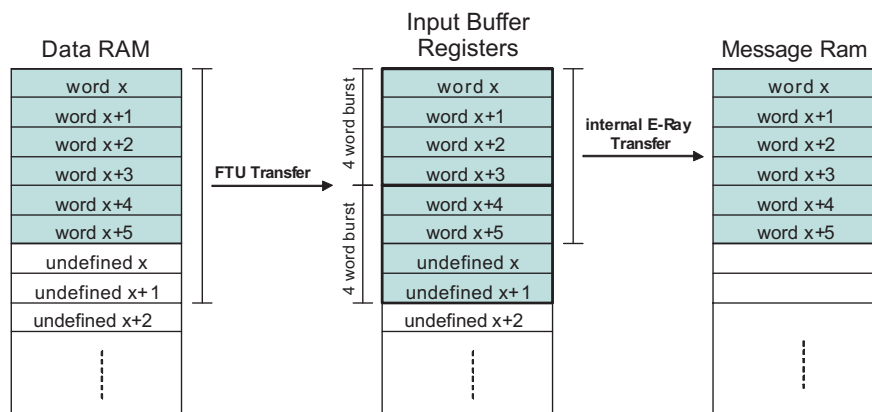 Data RAM
word x
word x+1
word x+2
word x+3
word x+4
word x+5
undefined x
undefined x+1
undefined x+2
FTU Transfer
Input Buffer
Registers
4 word burst
4 word burst
word x
word x+1
word x+2
word x+3
word x+4
word x+5
undefined x
undefined x+1
undefined x+2
internal E-Ray
Transfer
Message Ram
word x
word x+1
word x+2
word x+3
word x+4
word x+5